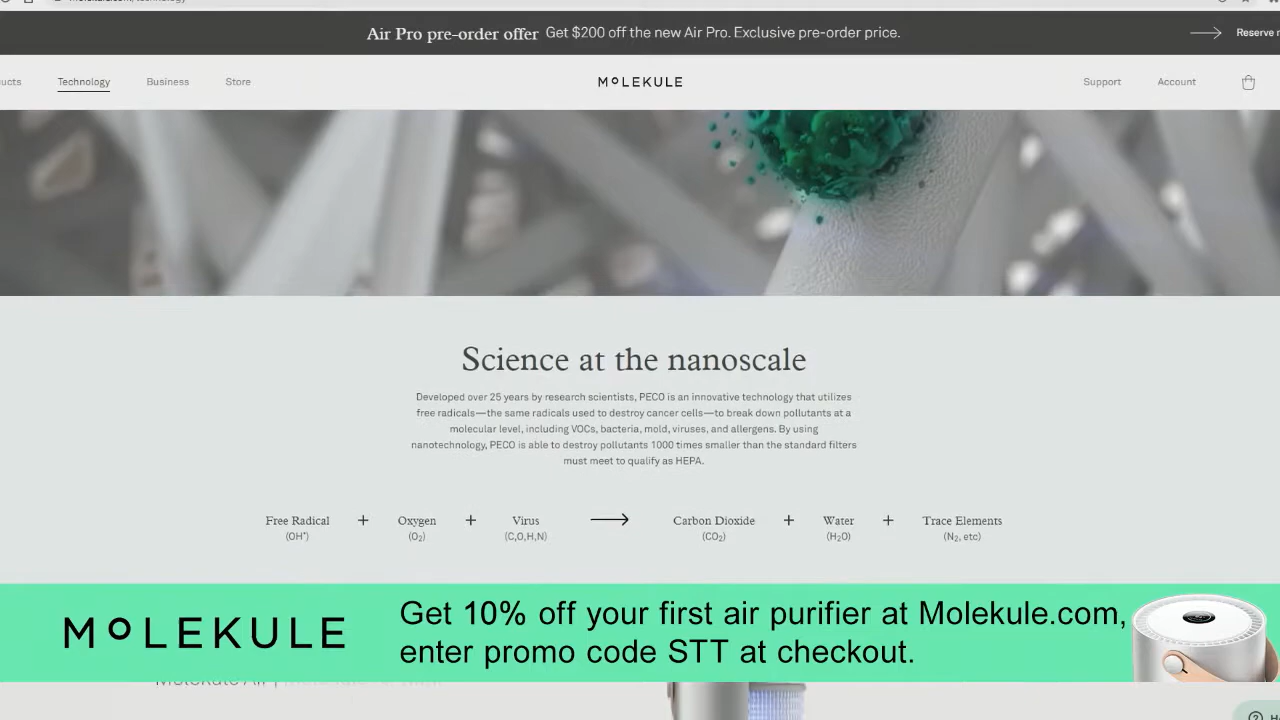 Air Pro pre-order offer Get $200 off the new Air Pro. Exclusive pre-order price.
Reserve
Technology Business Store MOLEKULE Support Account
Science at the nanoscale
Developed over 25 years by research scientists, PECO is an innovative technology that utilizes
free radicals—the same radicals used to destroy cancer cells—to break down pollutants at a
molecular level, including VOCs, bacteria, mold, viruses, and allergens. By using
nanotechnology, PECO is able to destroy pollutants 1000 times smaller than the standard filters
must meet to qualify as HEPA.
Free Radical + Oxygen + Virus → Carbon Dioxide + Water + Trace Elements
(OH*) (O₂) (C,O,H,N) (CO₂) (H₂O) (N₂, etc)
MOLEKULE
Get 10% off your first air purifier at Molekule.com,
enter promo code STT at checkout.